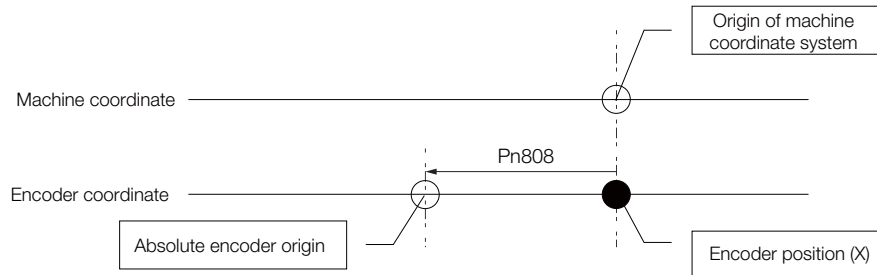 Origin of machine
coordinate system
Machine coordinate
Pn808
Encoder coordinate
Absolute encoder origin
Encoder position (X)